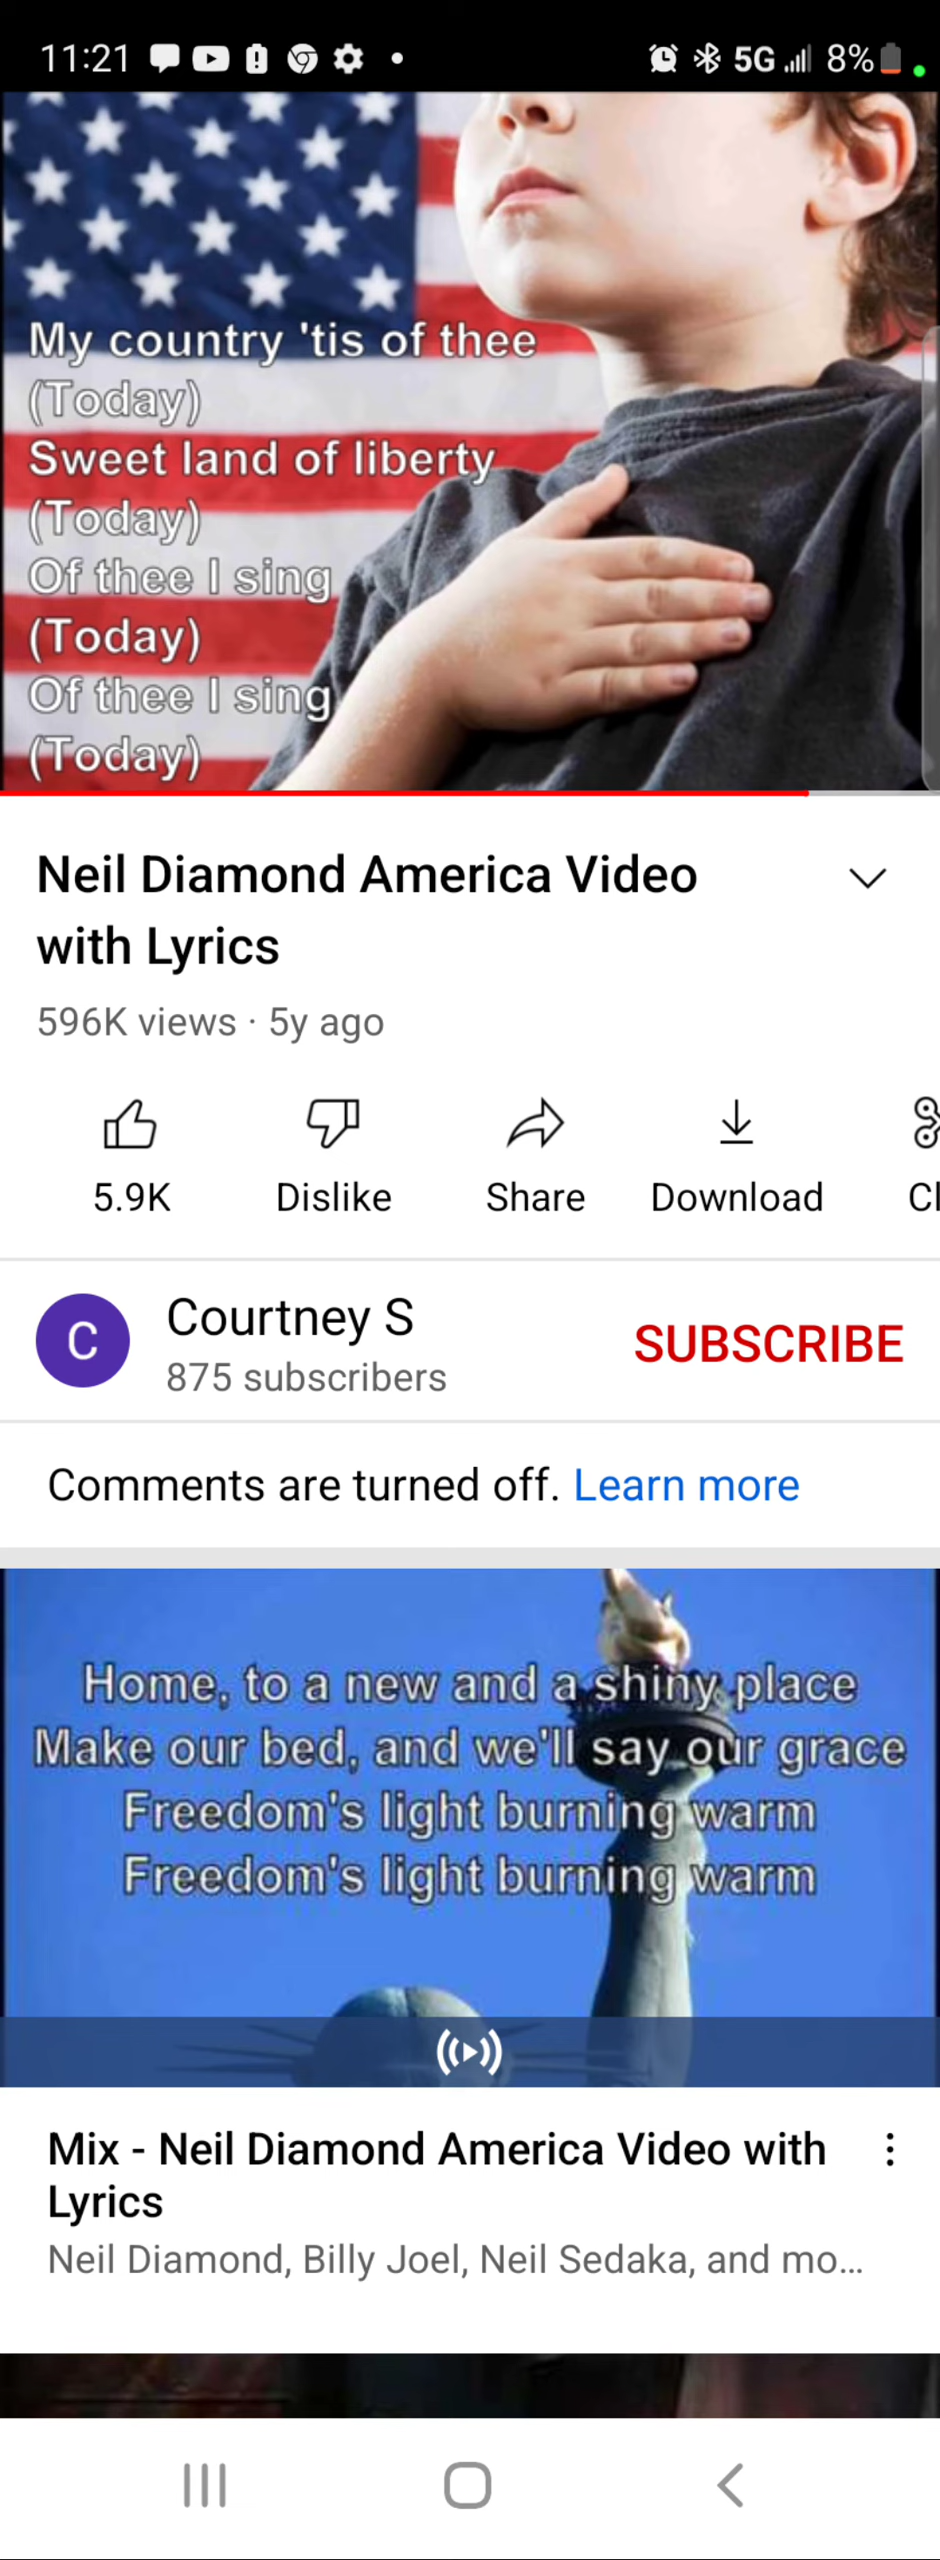 11:21 5G 8%
My country 'tis of thee
(Today)
Sweet land of liberty
(Today)
Of thee I sing
(Today)
Of thee I sing
(Today)
Neil Diamond America Video
with Lyrics
596K views · 5y ago
5.9K Dislike Share Download Cl
C
Courtney S
875 subscribers
SUBSCRIBE
Comments are turned off. Learn more
Home, to a new and a shiny place
Make our bed, and we'll say our grace
Freedom's light burning warm
Freedom's light burning warm
Mix - Neil Diamond America Video with
Lyrics
Neil Diamond, Billy Joel, Neil Sedaka, and mo...